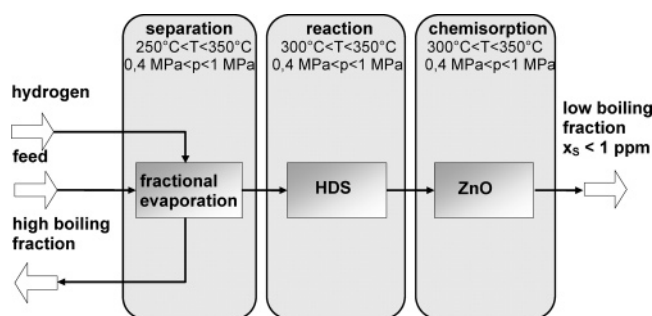 separation
250°C<T<350°C
0,4 MPa<p<1 MPa
reaction
300°C<T<350°C
0,4 MPa<p<1 MPa
chemisorption
300°C<T<350°C
0,4 MPa<p<1 MPa
hydrogen
feed
high boiling
fraction
fractional
evaporation
HDS
ZnO
low boiling
fraction
xS < 1 ppm